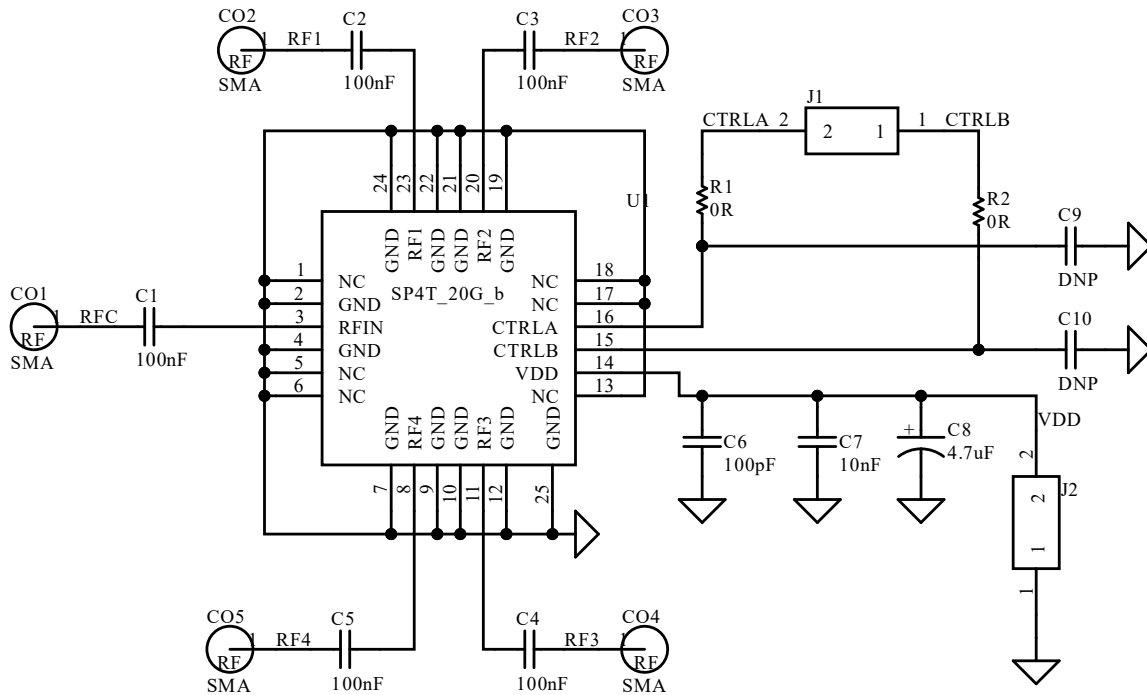 CO2
1
RF1
C2
RF
SMA
100nF
C3
RF2
CO3
1
RF
100nF
SMA
J1
CTRLA 2
2
1
1 CTRLB
R1
0R
R2
0R
C9
DNP
C10
DNP
24
23
22
21
20
19
U1
GND
RF1
GND
GND
RF2
GND
SP4T_20G_b
1 NC
2 GND
3 RFIN
4 GND
5 NC
6 NC
NC 18
NC 17
CTRLA 16
CTRLB 15
VDD 14
NC 13
CO1
1
RFC
C1
RF
SMA
100nF
GND
RF4
GND
GND
RF3
GND
GND
7
8
9
10
11
12
25
C6
100pF
C7
10nF
+
C8
4.7uF
VDD
2
J2
2
1
1
CO5
1
RF4
C5
RF
SMA
100nF
C4
RF3
CO4
1
RF
100nF
SMA